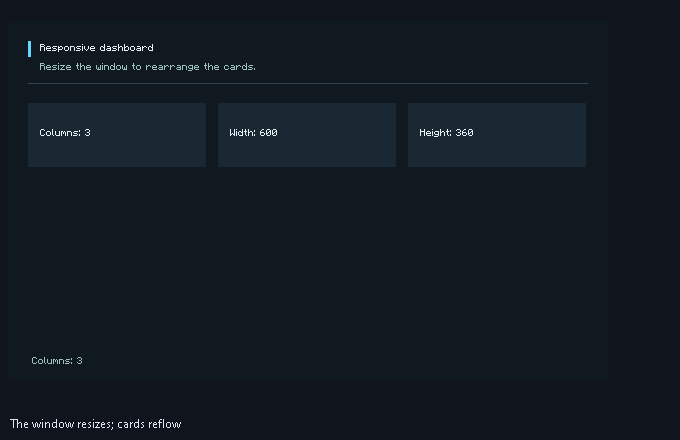 Responsive dashboard
Resize the window to rearrange the cards.
Columns: 3
Width: 600
Height: 360
Columns: 3
The window resizes; cards reflow